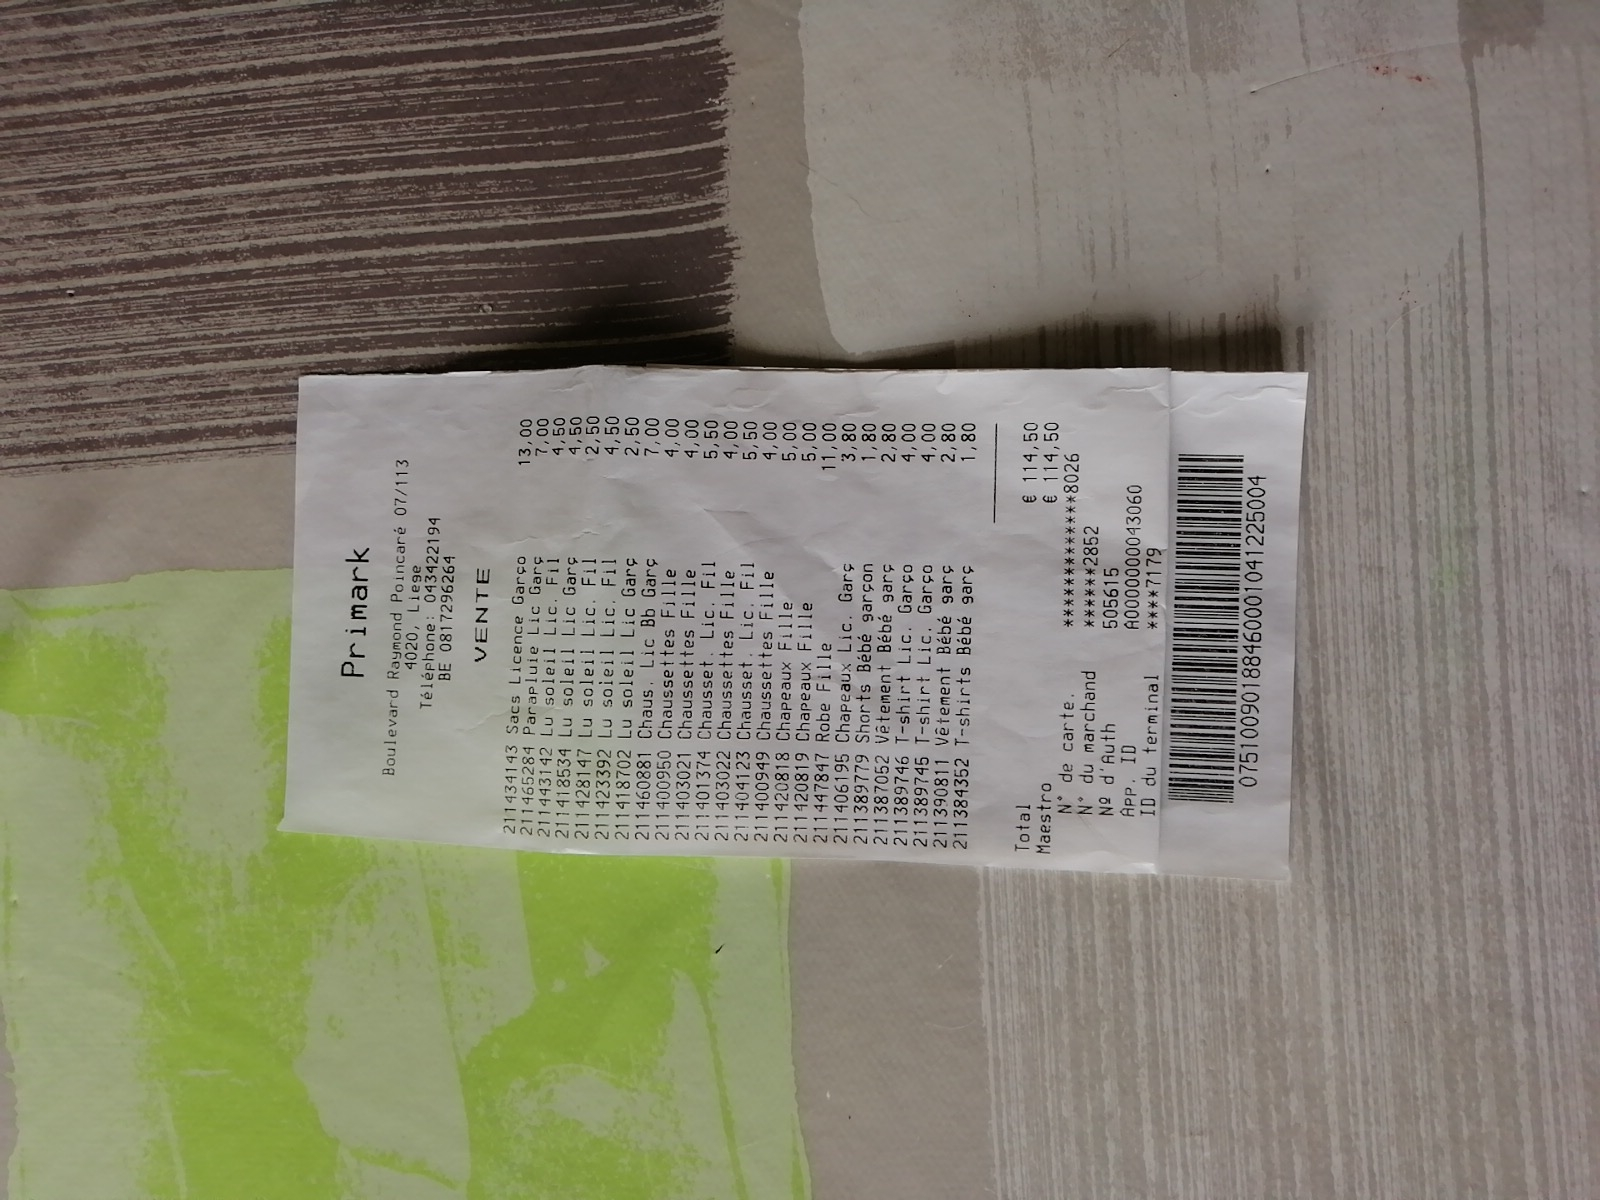 Primark
Boulevard Raymond Poincaré 07/113
4020, Liege
Téléphone: 043422194
BE 0817296264
VENTE
211434143 Sacs Licence Garço 13,00
211465284 Parapluie Lic Garç 7,00
211443142 Lu soleil Lic. Fil 4,50
211418534 Lu soleil Lic Garç 4,50
211428147 Lu soleil Lic. Fil 2,50
211423392 Lu soleil Lic. Fil 4,50
211418702 Lu soleil Lic Garç 2,50
211460881 Chaus. Lic Bb Garç 7,00
211400950 Chaussettes Fille 4,00
211403021 Chaussettes Fille 4,00
211401374 Chausset. Lic. Fil 5,50
211403022 Chaussettes Fille 4,00
211404123 Chausset. Lic. Fil 5,50
211400949 Chaussettes Fille 4,00
211420818 Chapeaux Fille 5,00
211420819 Chapeaux Fille 5,00
211447847 Robe Fille 11,00
211406195 Chapeaux Lic. Garç 3,80
211389779 Shorts Bébé garçon 1,80
211387052 Vêtement Bébé garç 2,80
211389746 T-shirt Lic. Garço 4,00
211389745 T-shirt Lic. Garço 4,00
211390811 Vêtement Bébé garç 2,80
211384352 T-shirts Bébé garç 1,80
Total € 114,50
Maestro € 114,50
N° de carte. ************8026
N° du marchand ******2852
Nº d'Auth 505615
App. ID A0000000043060
ID du terminal ****7179
07510090188460001041225004